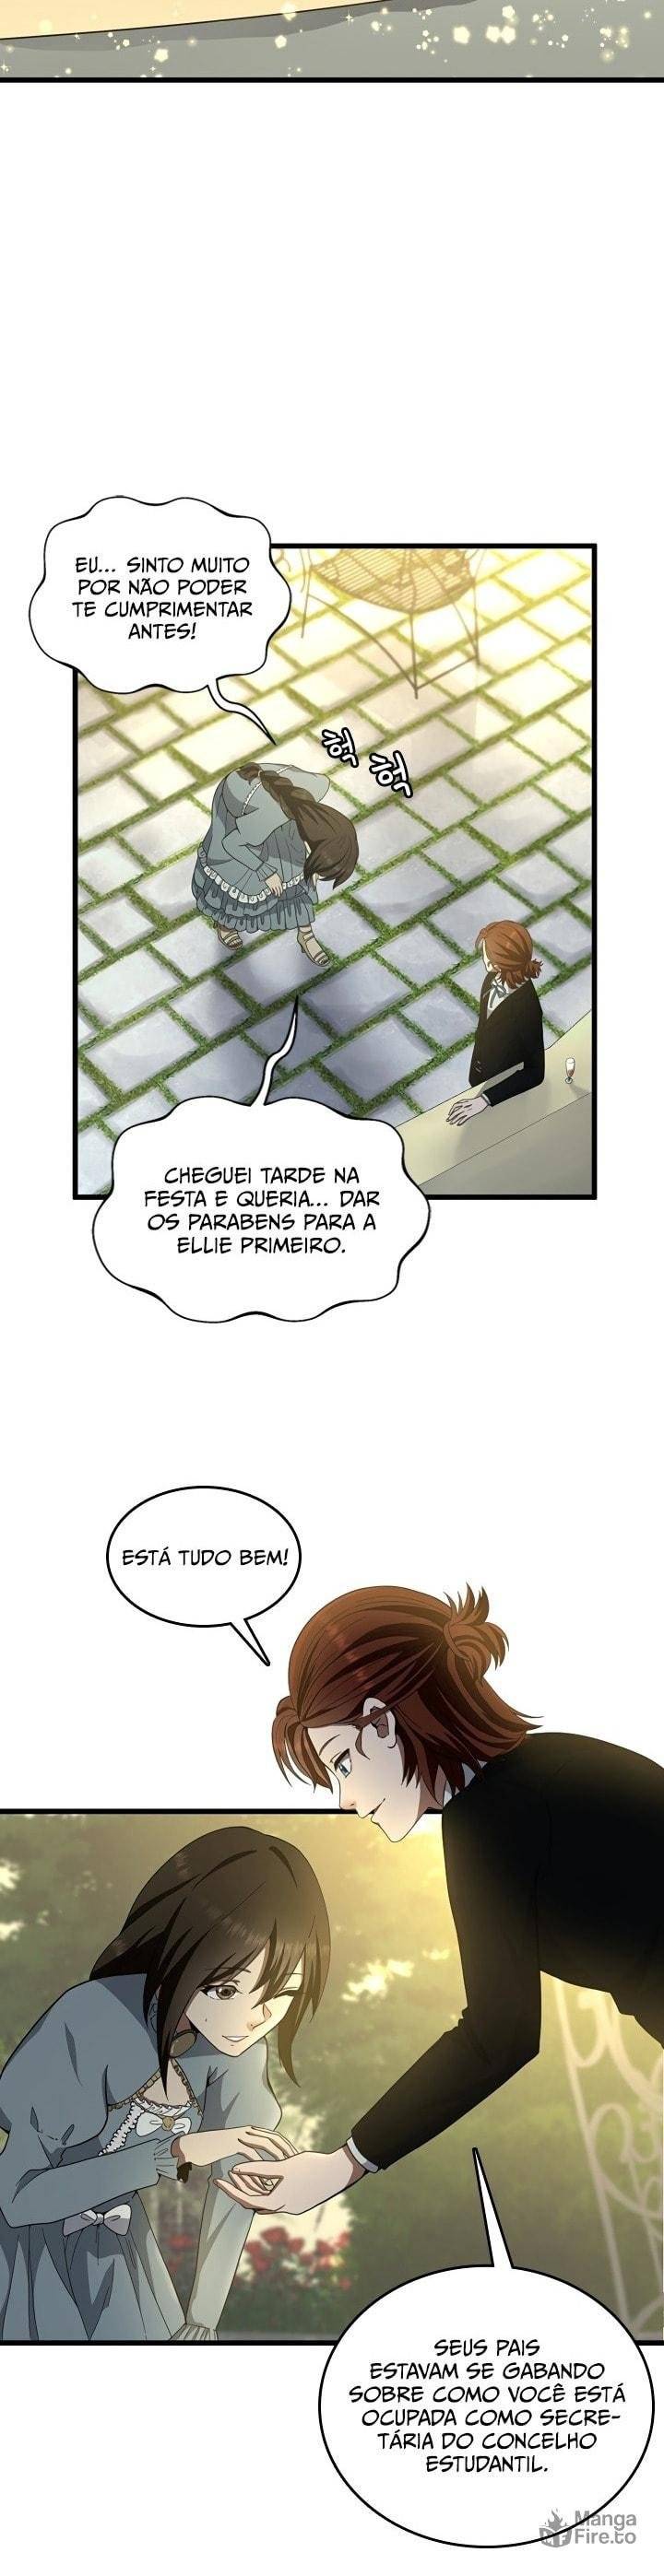 EU... SINTO MUITO
POR NÃO PODER
TE CUMPRIMENTAR
ANTES!
헉
헉
CHEGUEI TARDE NA
FESTA E QUERIA... DAR
OS PARABENS PARA A
ELLIE PRIMEIRO.
ESTÁ TUDO BEM!
SEUS PAIS
ESTAVAM SE GABANDO
SOBRE COMO VOCÊ ESTÁ
OCUPADA COMO SECRE-
TÁRIA DO CONCELHO
ESTUDANTIL.
Manga
Fire.to